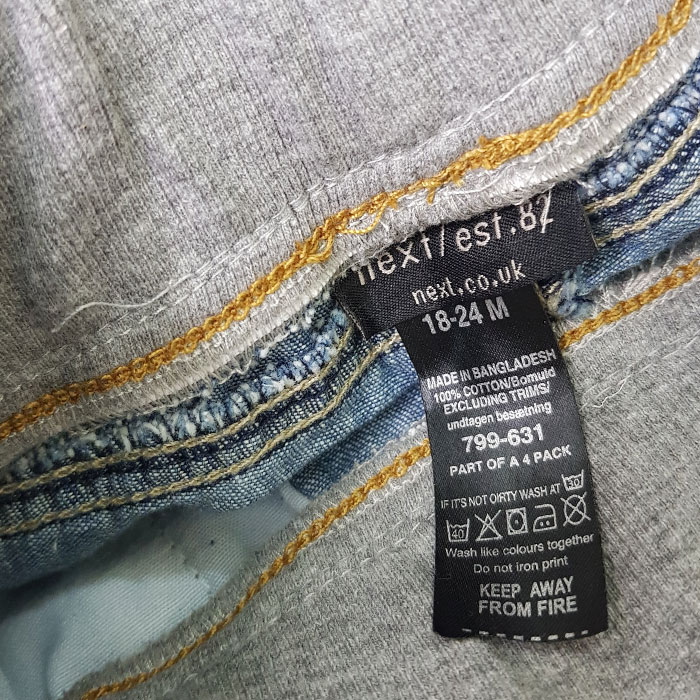 next/est.82
next.co.uk
18-24 M
MADE IN BANGLADESH
100% COTTON/Bomuld
EXCLUDING TRIMS/
undtagen besætning
799-631
PART OF A 4 PACK
IF IT'S NOT DIRTY WASH AT 30
40
Wash like colours together
Do not iron print
KEEP AWAY
FROM FIRE